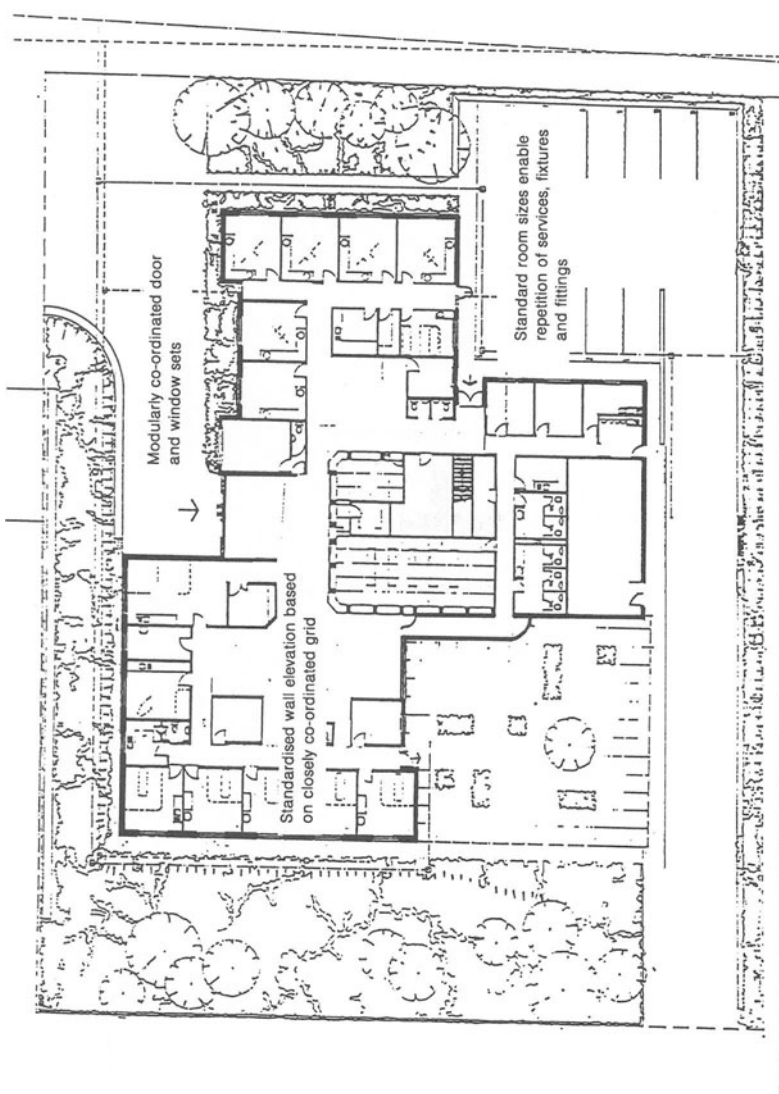 Modularly co-ordinated door
and window sets
Standard room sizes enable
repetition of services, fixtures
and fittings
Standardised wall elevation based
on closely co-ordinated grid